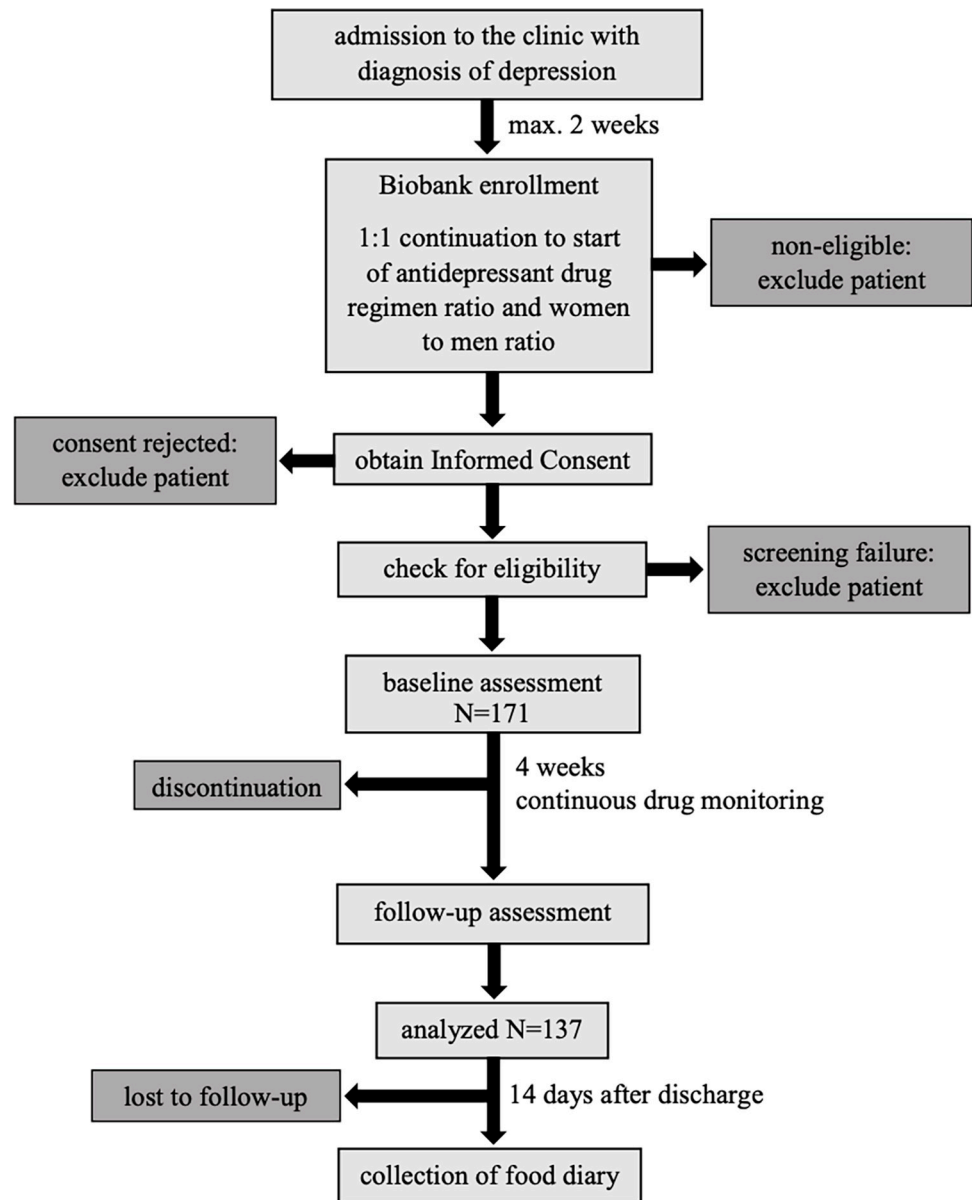 admission to the clinic with
diagnosis of depression
max. 2 weeks
Biobank enrollment
1:1 continuation to start
of antidepressant drug
regimen ratio and women
to men ratio
non-eligible:
exclude patient
consent rejected:
exclude patient
obtain Informed Consent
check for eligibility
screening failure:
exclude patient
baseline assessment
N=171
discontinuation
4 weeks
continuous drug monitoring
follow-up assessment
analyzed N=137
lost to follow-up
14 days after discharge
collection of food diary